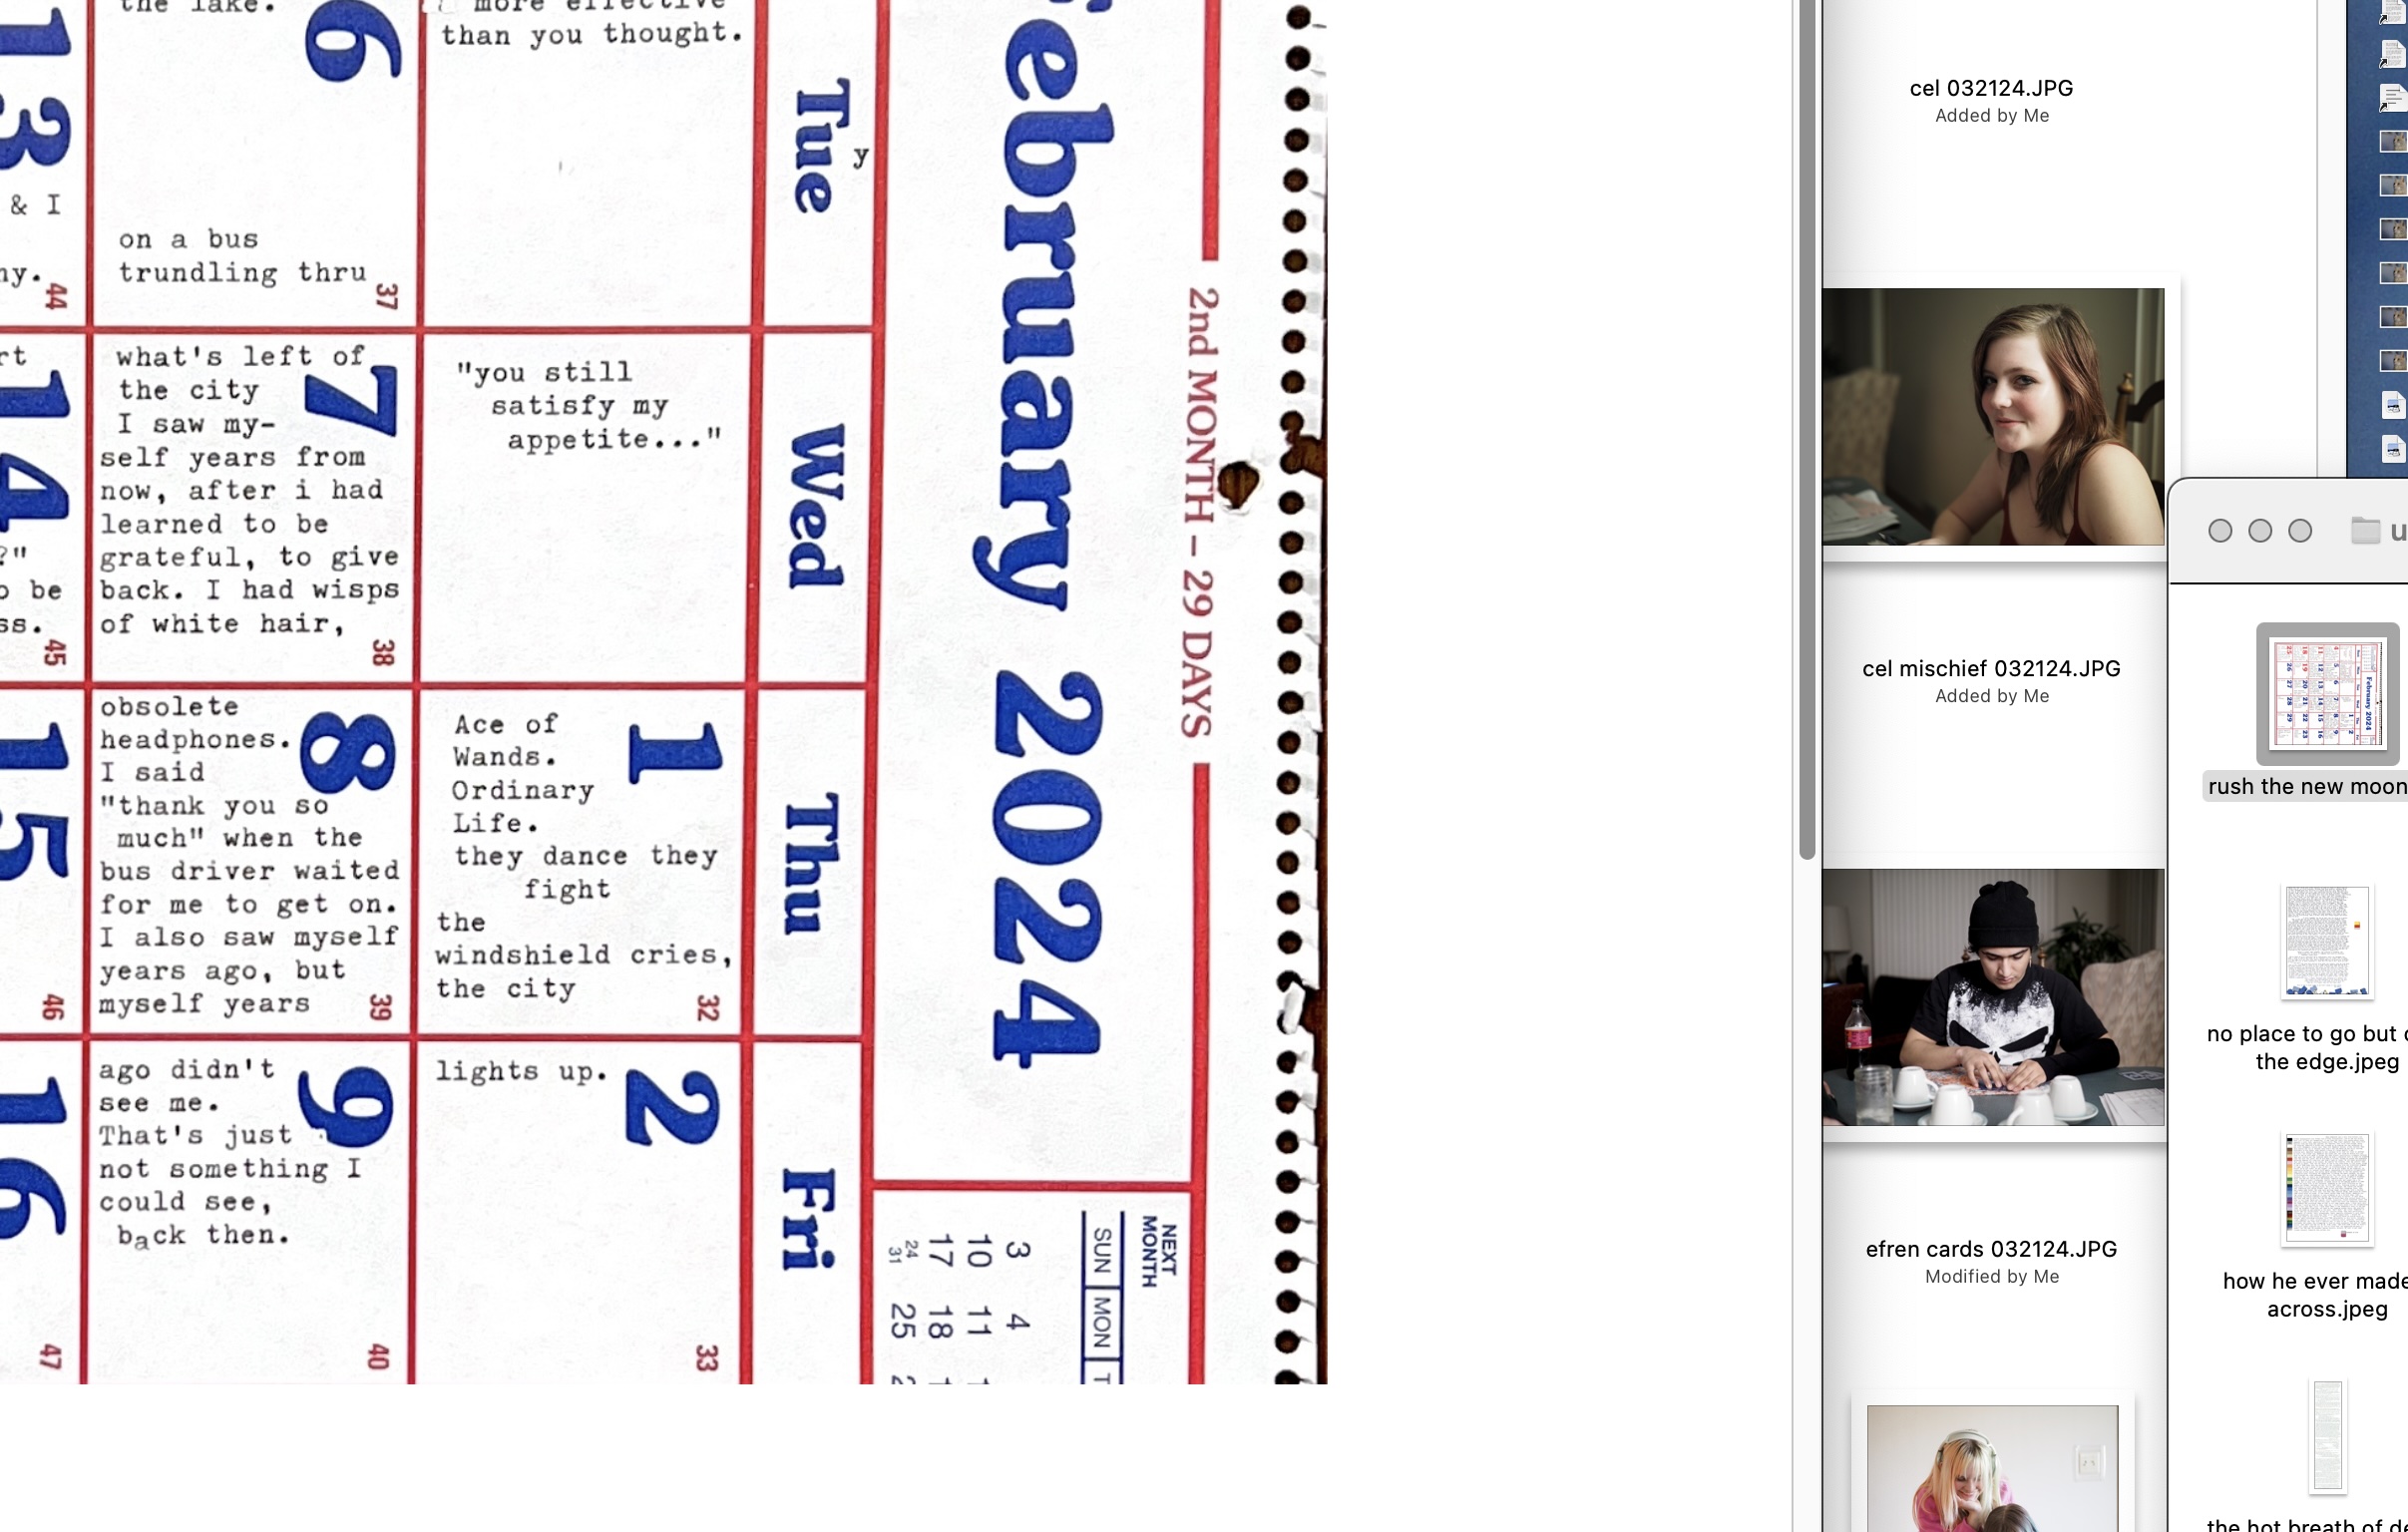 the lake.
6
on a bus
trundling thru
37
more effective
than you thought.
Tue
y
13
& I
44
what's left of
the city
I saw my-
self years from
now, after i had
learned to be
grateful, to give
back. I had wisps
of white hair,
7
38
"you still
satisfy my
appetite..."
Wed
14
?"
be
45
obsolete
headphones.
I said
"thank you so
much" when the
bus driver waited
for me to get on.
I also saw myself
years ago, but
myself years
8
39
Ace of
Wands.
Ordinary
Life.
they dance they
fight
the
windshield cries,
the city
1
32
Thu
15
46
ago didn't
see me.
That's just
not something I
could see,
back then.
9
40
lights up.
2
33
Fri
16
47
February 2024
2nd MONTH – 29 DAYS
NEXT
MONTH
SUN MON T
3 4
10 11
17 18
24
31 25
cel 032124.JPG
Added by Me
cel mischief 032124.JPG
Added by Me
efren cards 032124.JPG
Modified by Me
rush the new moon
no place to go but
the edge.jpeg
how he ever made
across.jpeg
the hot breath of